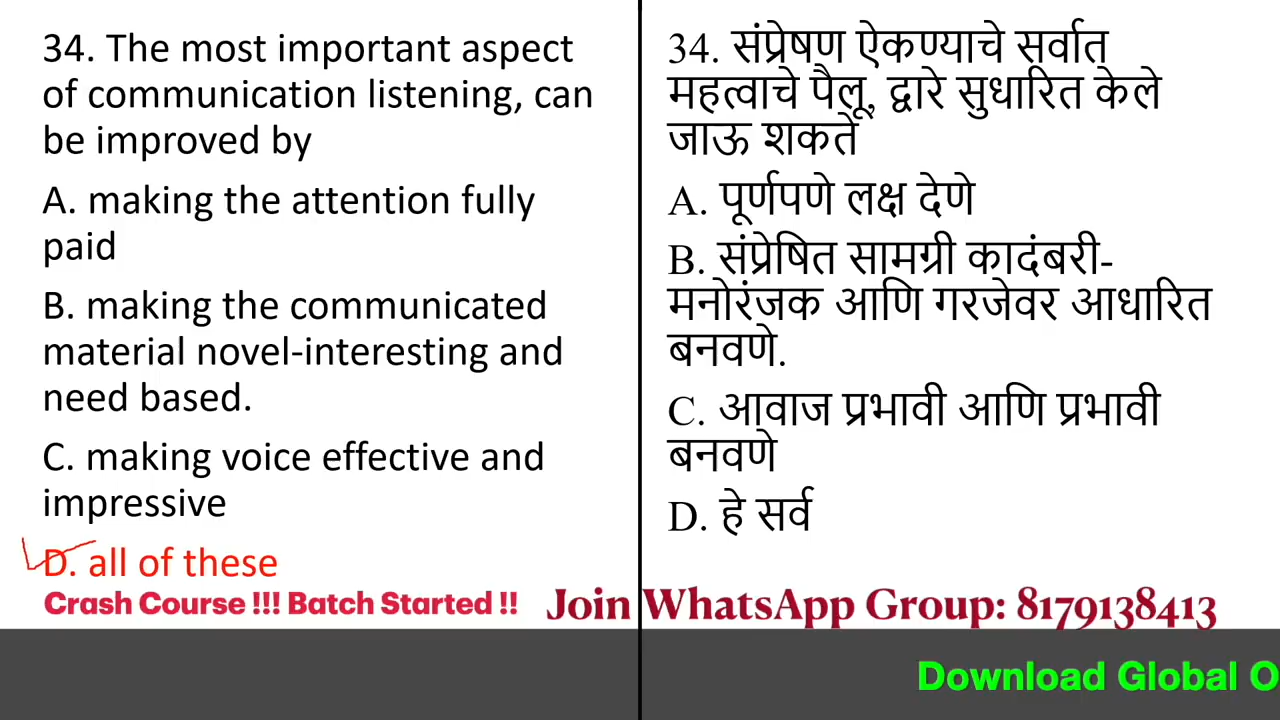 34. The most important aspect
of communication listening, can
be improved by
A. making the attention fully
paid
B. making the communicated
material novel-interesting and
need based.
C. making voice effective and
impressive
D. all of these
34. संप्रेषण ऐकण्याचे सर्वात
महत्वाचे पैलू, द्वारे सुधारित केले
जाऊ शकते
A. पूर्णपणे लक्ष देणे
B. संप्रेषित सामग्री कादंबरी-
मनोरंजक आणि गरजेवर आधारित
बनवणे.
C. आवाज प्रभावी आणि प्रभावी
बनवणे
D. हे सर्व
Crash Course !!! Batch Started !!
Join WhatsApp Group: 8179138413
Download Global O